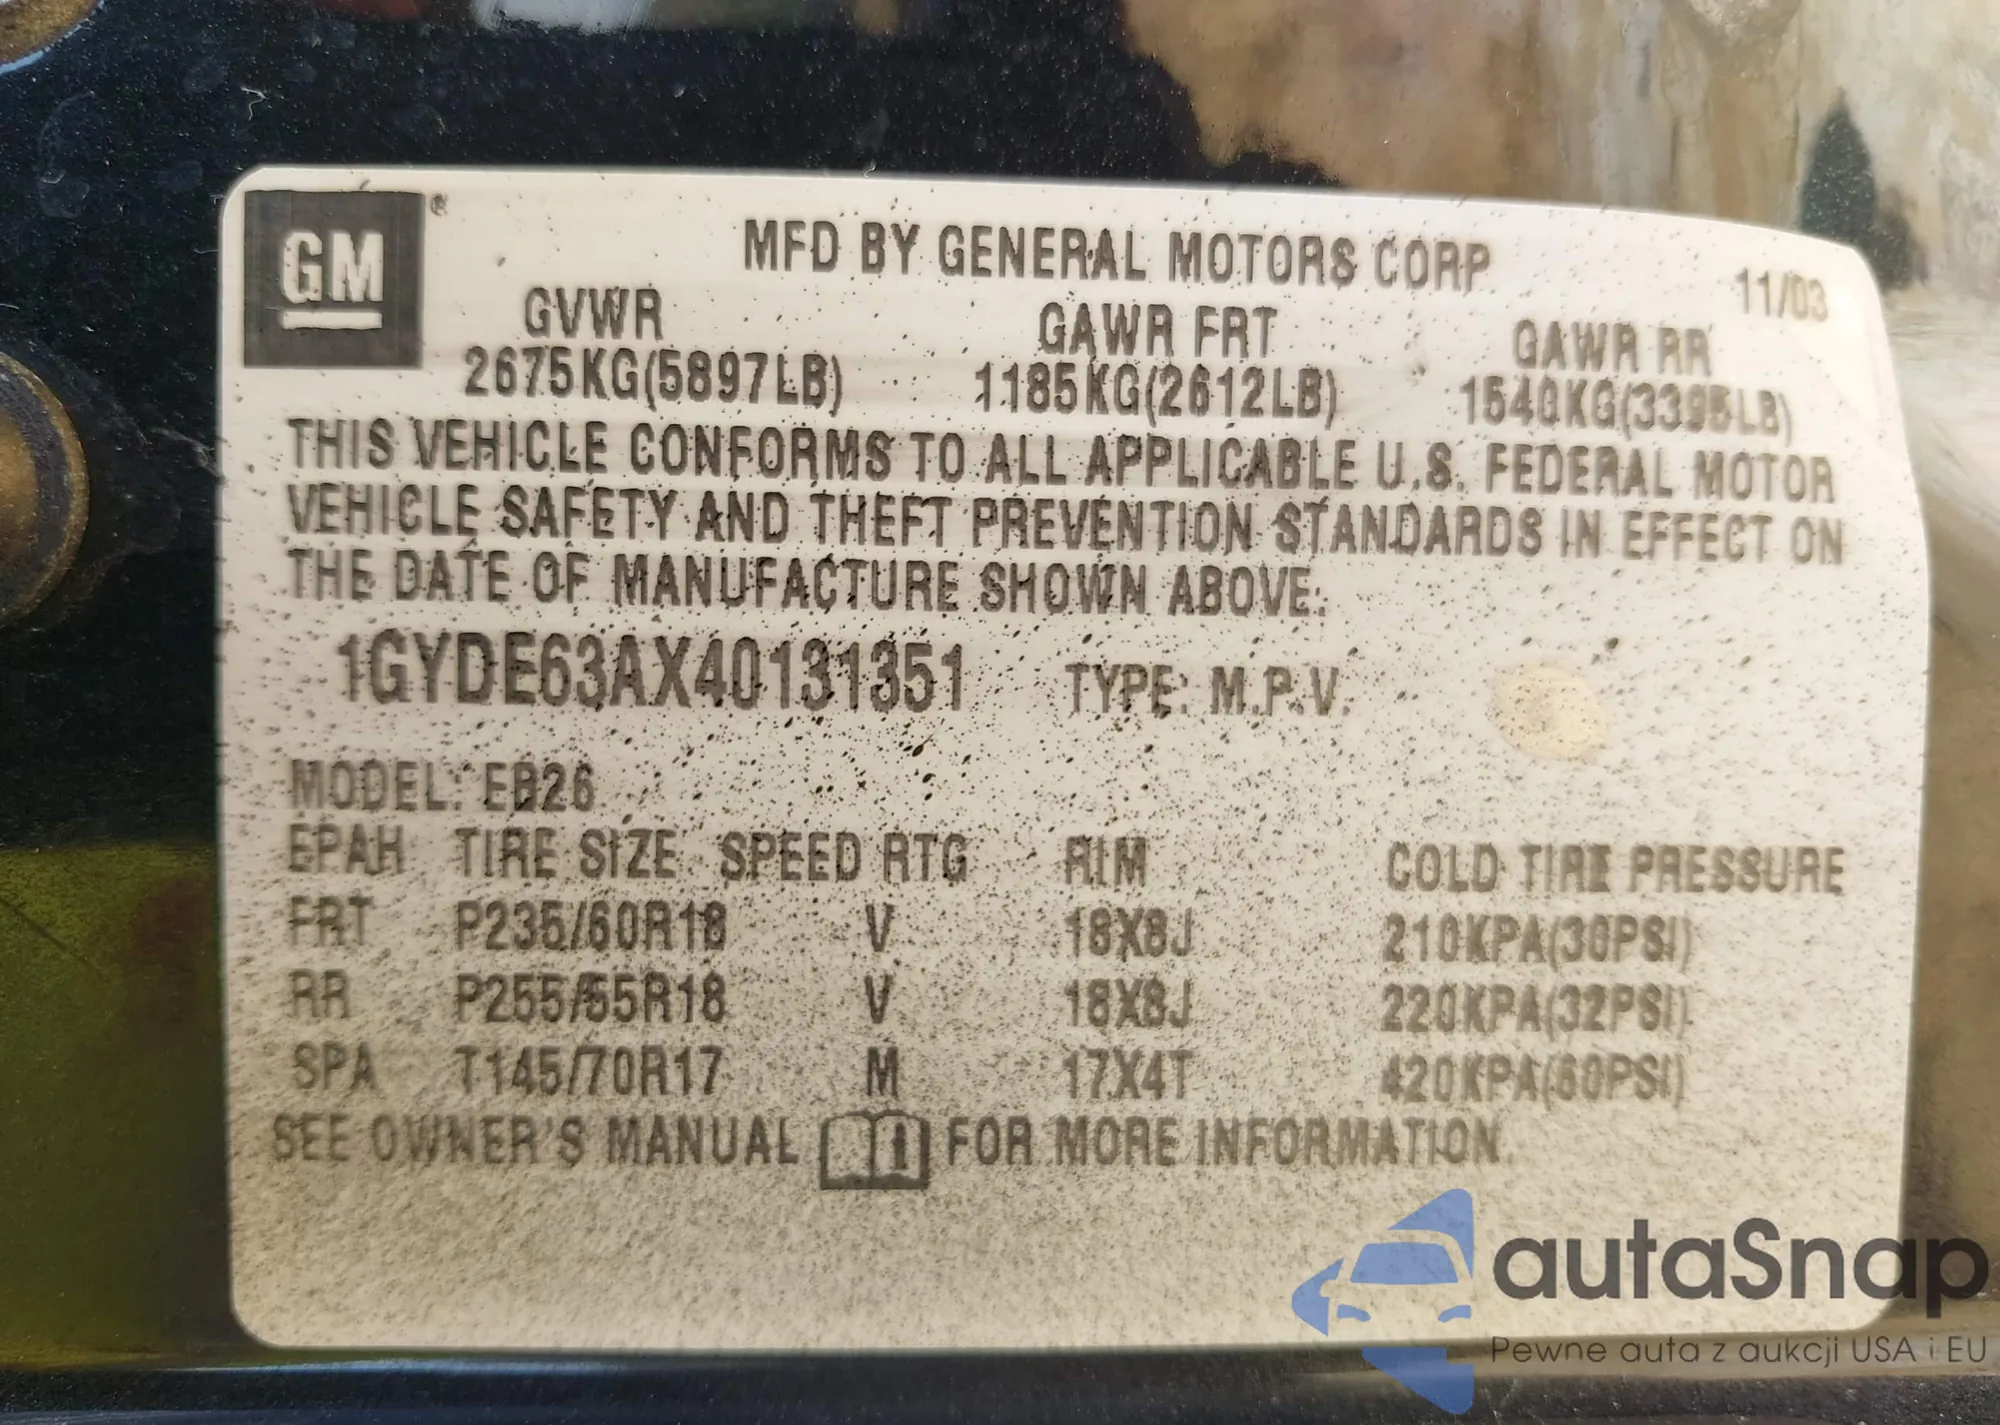 GM ®
MFD BY GENERAL MOTORS CORP
11/03
GVWR GAWR FRT GAWR RR
2675KG(5897LB) 1185KG(2612LB) 1540KG(3395LB)
THIS VEHICLE CONFORMS TO ALL APPLICABLE U.S. FEDERAL MOTOR
VEHICLE SAFETY AND THEFT PREVENTION STANDARDS IN EFFECT ON
THE DATE OF MANUFACTURE SHOWN ABOVE.
1GYDE63AX40131351 TYPE: M.P.V.
MODEL: EB26
EPAH TIRE SIZE SPEED RTG RIM COLD TIRE PRESSURE
FRT P235/60R18 V 18X8J 210KPA(30PSI)
RR P255/55R18 V 18X8J 220KPA(32PSI)
SPA T145/70R17 M 17X4T 420KPA(60PSI)
SEE OWNER'S MANUAL FOR MORE INFORMATION.
autaSnap
Pewne auta z aukcji USA i EU